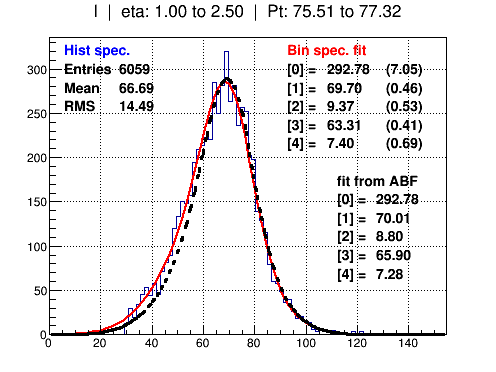 I | eta: 1.00 to 2.50 | Pt: 75.51 to 77.32
Hist spec.
Entries 6059
Mean 66.69
RMS 14.49
Bin spec. fit
[0] = 292.78 (7.05)
[1] = 69.70 (0.46)
[2] = 9.37 (0.53)
[3] = 63.31 (0.41)
[4] = 7.40 (0.69)
fit from ABF
[0] = 292.78
[1] = 70.01
[2] = 8.80
[3] = 65.90
[4] = 7.28
300
250
200
150
100
50
0
0 20 40 60 80 100 120 140